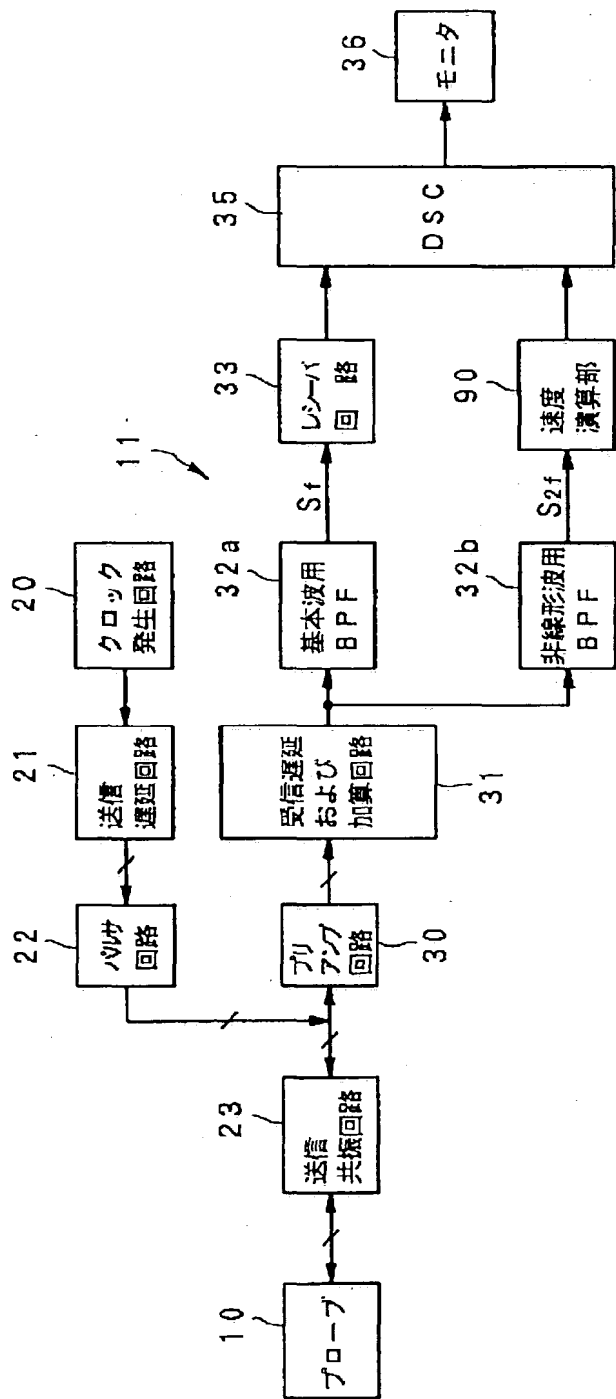 11
20
クロック
発生回路
21
送信
遅延回路
22
パルサ
回路
10
プローブ
23
送信
共振回路
プリ
アンプ
回路
30
受信遅延
および
加算回路
31
32a
基本波用
BPF
Sf
33
レシーバ
回路
32b
非線形波用
BPF
S2f
90
速度
演算部
35
DSC
36
モニタ